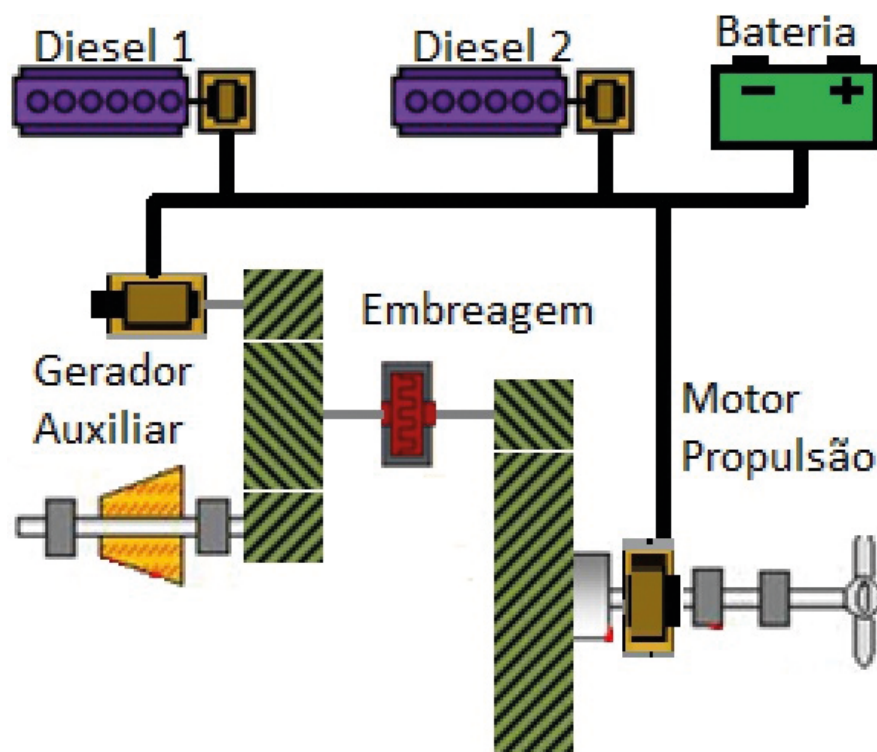 Diesel 1
Diesel 2
Bateria
Embreagem
Gerador
Auxiliar
Motor
Propulsão